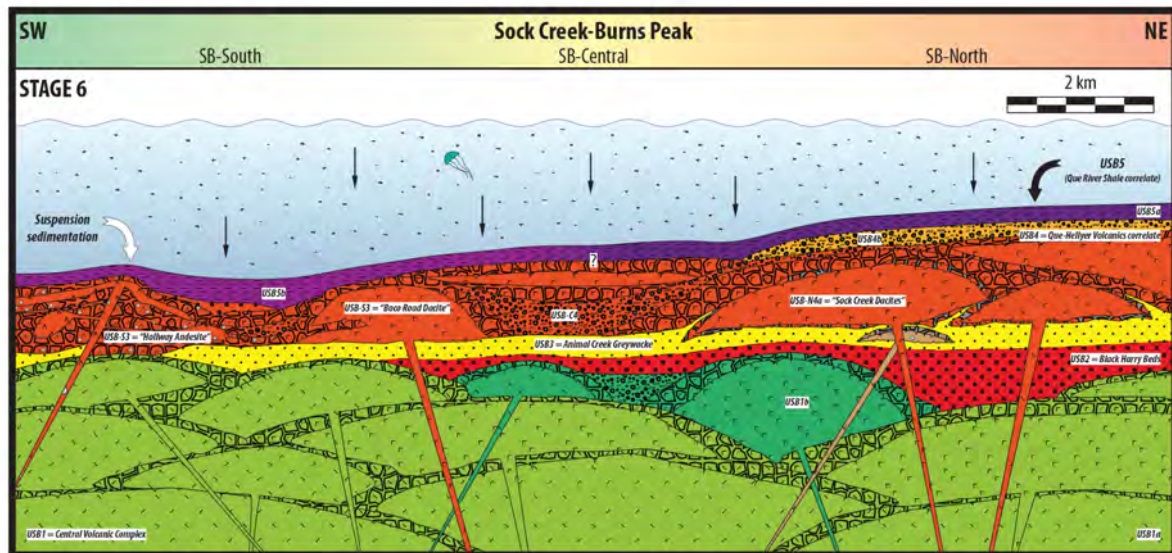 SW
Sock Creek-Burns Peak
NE
SB-South
SB-Central
SB-North
STAGE 6
2 km
USB5
(Que River Shale correlate)
Suspension
sedimentation
USB5a
USB4b
USB4 = Que-Hellyer Volcanics correlate
?
USB5b
USB-S3 = "Boco Road Dacite"
USB-N4a = "Sock Creek Dacites"
USB-C4
USB-S3 = "Hallway Andesite"
USB3 = Animal Creek Greywacke
USB2 = Black Harry Beds
USB1b
USB1 = Central Volcanic Complex
USB1a